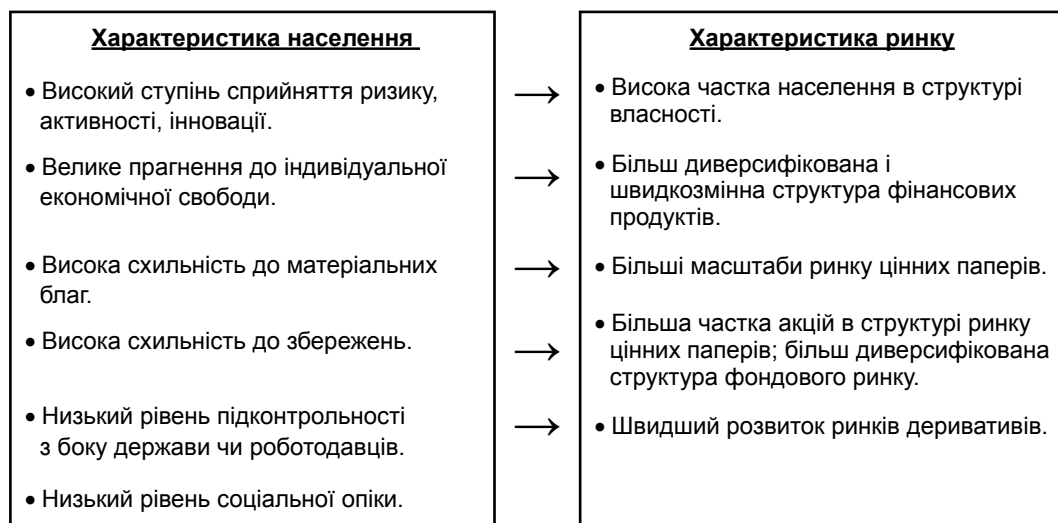 Характеристика населення
• Високий ступінь сприйняття ризику,
активності, інновації.
• Велике прагнення до індивідуальної
економічної свободи.
• Висока схильність до матеріальних
благ.
• Висока схильність до збережень.
• Низький рівень підконтрольності
з боку держави чи роботодавців.
• Низький рівень соціальної опіки.
→
→
→
→
→
Характеристика ринку
• Висока частка населення в структурі
власності.
• Більш диверсифікована і
швидкозмінна структура фінансових
продуктів.
• Більші масштаби ринку цінних паперів.
• Більша частка акцій в структурі ринку
цінних паперів; більш диверсифікована
структура фондового ринку.
• Швидший розвиток ринків деривативів.